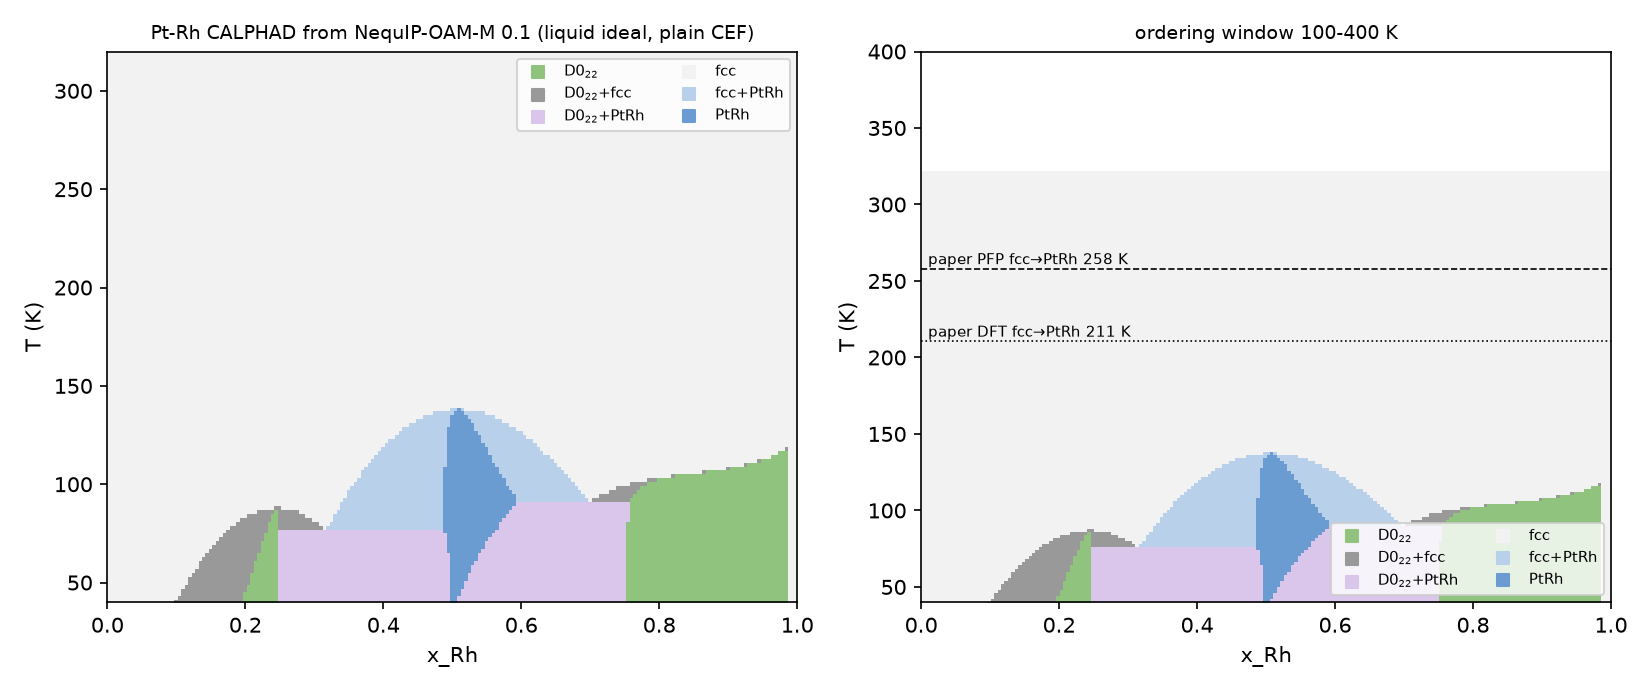 Pt-Rh CALPHAD from NequIP-OAM-M 0.1 (liquid ideal, plain CEF)
T (K)
300
250
200
150
100
50
D0₂₂
D0₂₂+fcc
D0₂₂+PtRh
fcc
fcc+PtRh
PtRh
0.0 0.2 0.4 0.6 0.8 1.0
x_Rh
ordering window 100-400 K
T (K)
400
350
300
250
200
150
100
50
paper PFP fcc→PtRh 258 K
paper DFT fcc→PtRh 211 K
D0₂₂
D0₂₂+fcc
D0₂₂+PtRh
fcc
fcc+PtRh
PtRh
0.0 0.2 0.4 0.6 0.8 1.0
x_Rh